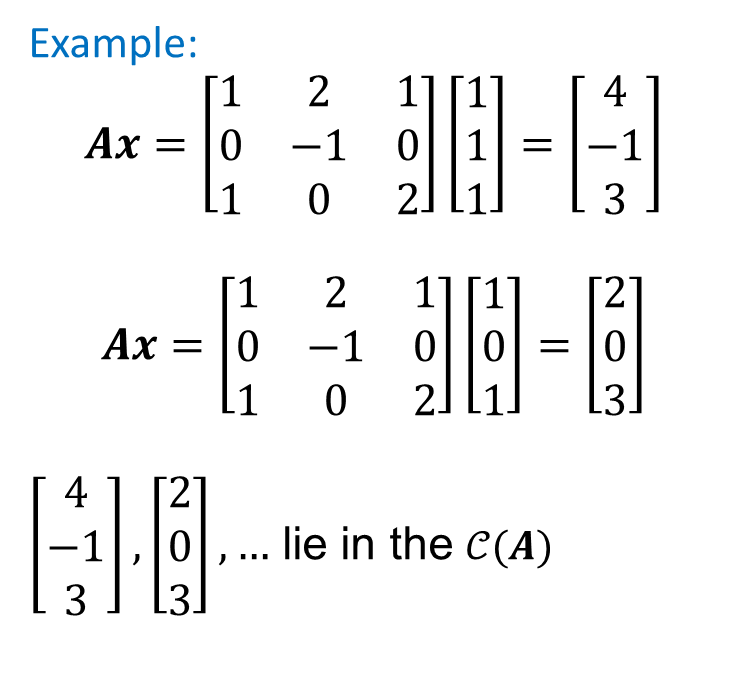 Example:
𝑨𝒙 = [1 2 1; 0 −1 0; 1 0 2] [1; 1; 1] = [4; −1; 3]
𝑨𝒙 = [1 2 1; 0 −1 0; 1 0 2] [1; 0; 1] = [2; 0; 3]
[4; −1; 3], [2; 0; 3], ... lie in the 𝒞(𝑨)